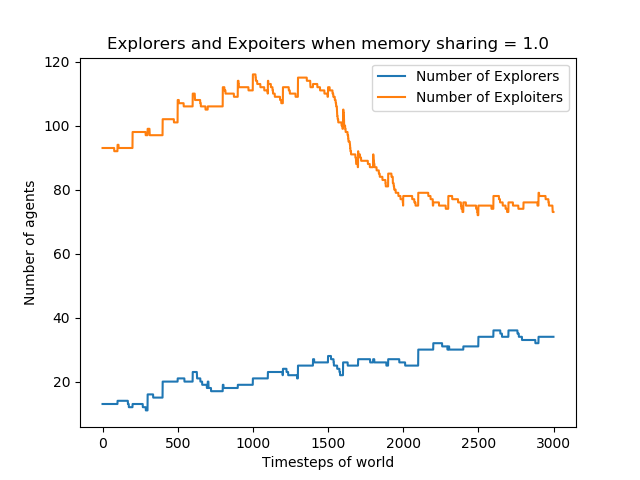 Explorers and Expoiters when memory sharing = 1.0
Number of Explorers
Number of Exploiters
Number of agents
120
100
80
60
40
20
0
500
1000
1500
2000
2500
3000
Timesteps of world